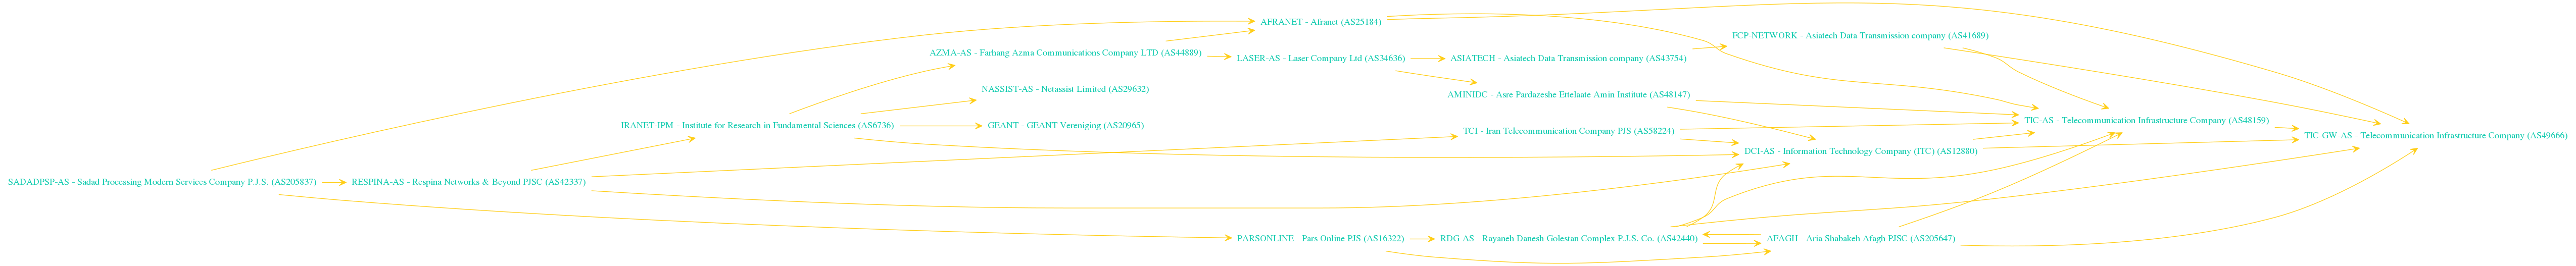 AFRANET - Afranet (AS25184)
FCP-NETWORK - Asiatech Data Transmission company (AS41689)
AZMA-AS - Farhang Azma Communications Company LTD (AS44889)
LASER-AS - Laser Company Ltd (AS34636)
ASIATECH - Asiatech Data Transmission company (AS43754)
NASSIST-AS - Netassist Limited (AS29632)
AMINIDC - Asre Pardazeshe Ettelaate Amin Institute (AS48147)
TIC-AS - Telecommunication Infrastructure Company (AS48159)
IRANET-IPM - Institute for Research in Fundamental Sciences (AS6736)
GEANT - GEANT Vereniging (AS20965)
TCI - Iran Telecommunication Company PJS (AS58224)
TIC-GW-AS - Telecommunication Infrastructure Company (AS49666)
DCI-AS - Information Technology Company (ITC) (AS12880)
SADADPSP-AS - Sadad Processing Modern Services Company P.J.S. (AS205837)
RESPINA-AS - Respina Networks & Beyond PJSC (AS42337)
PARSONLINE - Pars Online PJS (AS16322)
RDG-AS - Rayaneh Danesh Golestan Complex P.J.S. Co. (AS42440)
AFAGH - Aria Shabakeh Afagh PJSC (AS205647)